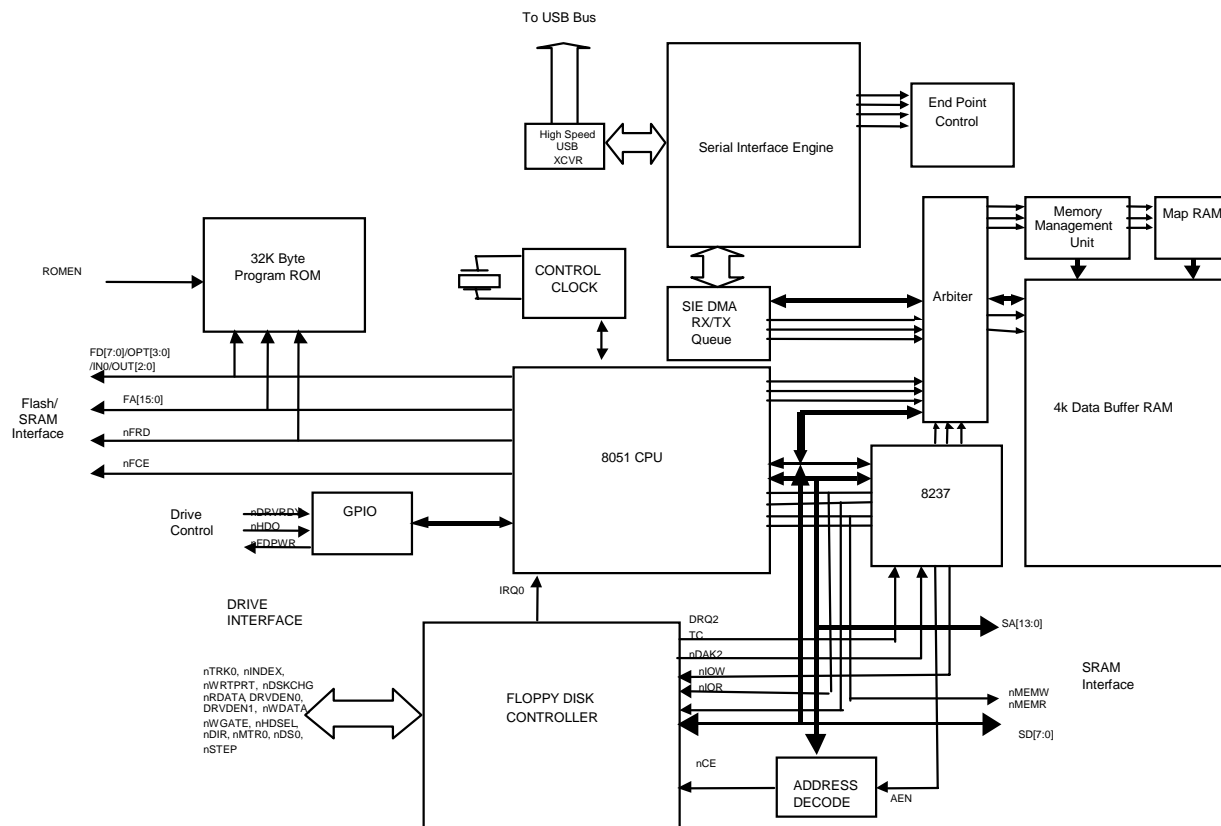 To USB Bus
High Speed
USB
XCVR
Serial Interface Engine
End Point
Control
32K Byte
Program ROM
ROMEN
CONTROL
CLOCK
SIE DMA
RX/TX
Queue
Arbiter
Memory
Management
Unit
Map RAM
4k Data Buffer RAM
FD[7:0]/OPT[3:0]
/IN0/OUT[2:0]
FA[15:0]
nFRD
nFCE
Flash/
SRAM
Interface
8051 CPU
8237
Drive
Control
nDRVRDY
nHDO
nFDPWR
GPIO
IRQ0
DRIVE
INTERFACE
nTRK0, nINDEX,
nWRTPRT, nDSKCHG
nRDATA, DRVDEN0,
DRVDEN1, nWDATA,
nWGATE, nHDSEL,
nDIR, nMTR0, nDS0,
nSTEP
FLOPPY DISK
CONTROLLER
DRQ2
TC
nDAK2
nIOW
nIOR
nCE
ADDRESS
DECODE
AEN
SA[13:0]
SRAM
Interface
nMEMW
nMEMR
SD[7:0]